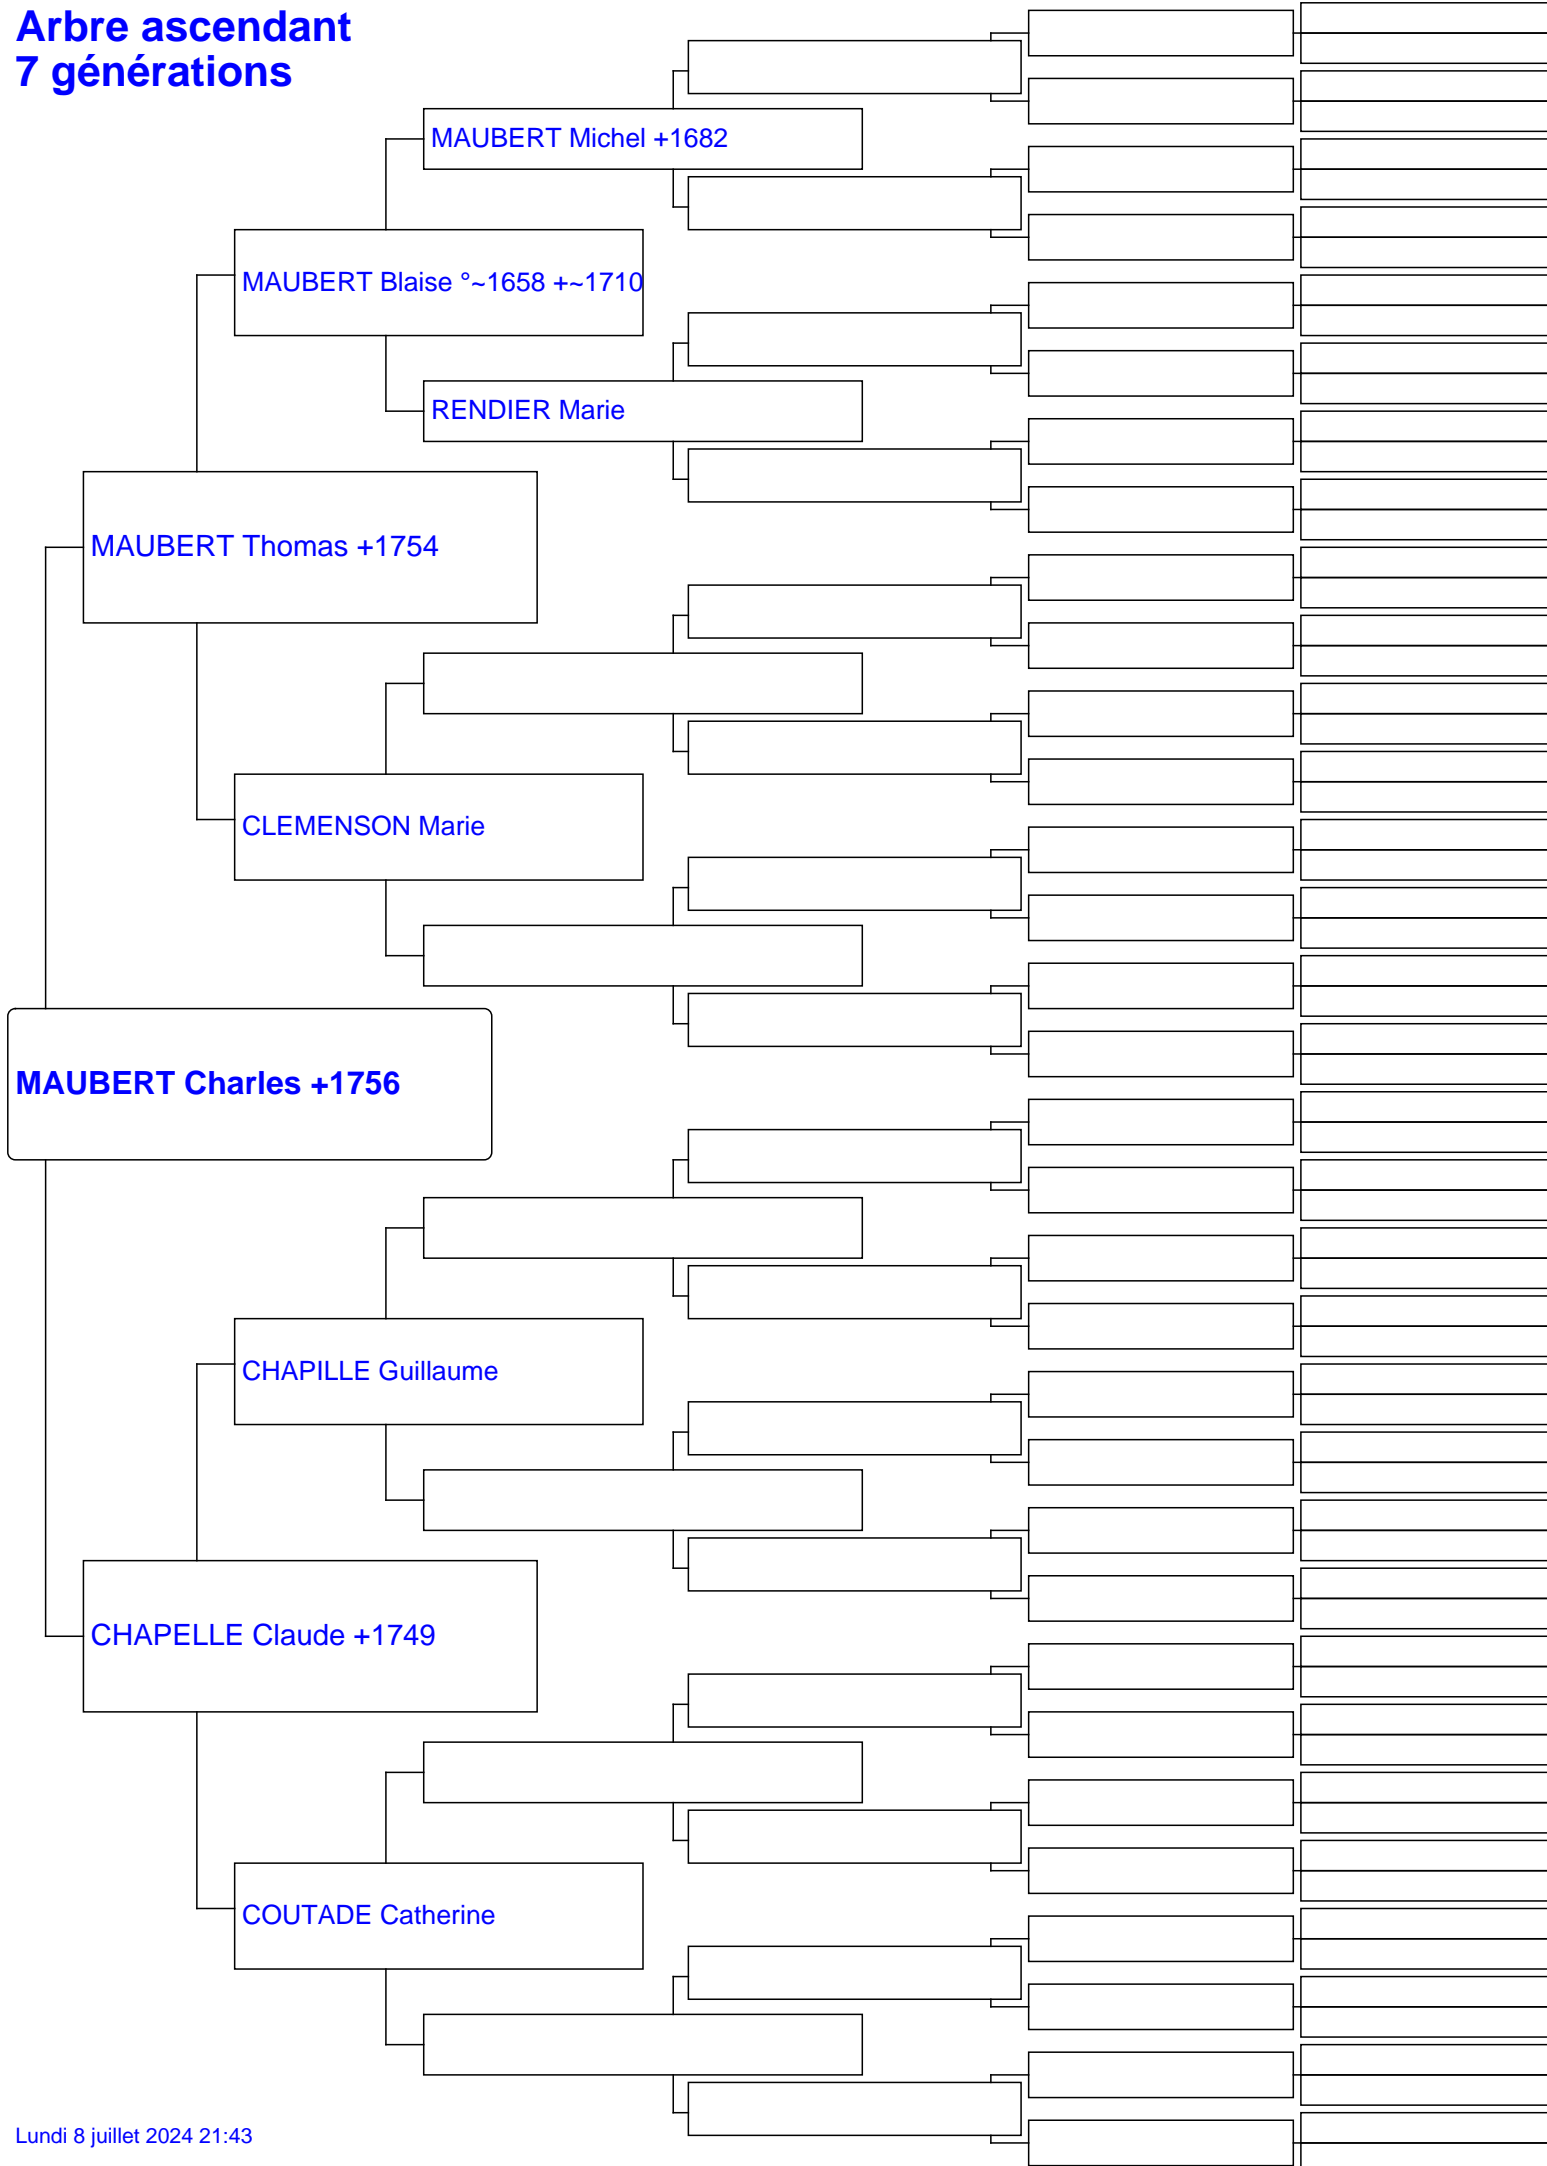 Arbre ascendant
7 générations
MAUBERT Michel +1682
MAUBERT Blaise °~1658 +~1710
RENDIER Marie
MAUBERT Thomas +1754
CLEMENSON Marie
MAUBERT Charles +1756
CHAPILLE Guillaume
CHAPELLE Claude +1749
COUTADE Catherine
Lundi 8 juillet 2024 21:43